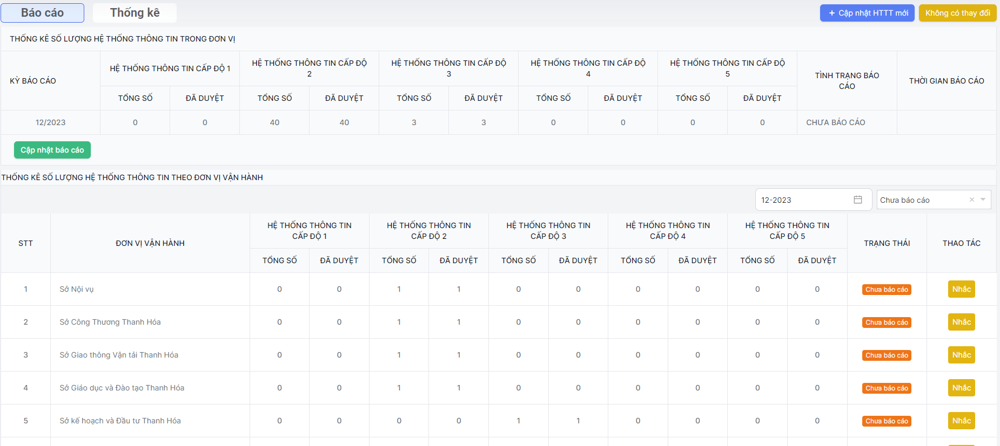 Báo cáo Thống kê + Cập nhật HTTT mới Không có thay đổi
THỐNG KÊ SỐ LƯỢNG HỆ THỐNG THÔNG TIN TRONG ĐƠN VỊ
KỲ BÁO CÁO
HỆ THỐNG THÔNG TIN CẤP ĐỘ 1
HỆ THỐNG THÔNG TIN CẤP ĐỘ
2
HỆ THỐNG THÔNG TIN CẤP ĐỘ
3
HỆ THỐNG THÔNG TIN CẤP ĐỘ
4
HỆ THỐNG THÔNG TIN CẤP ĐỘ
5
TÌNH TRẠNG BÁO
CÁO
THỜI GIAN BÁO CÁO
TỔNG SỐ ĐÃ DUYỆT TỔNG SỐ ĐÃ DUYỆT TỔNG SỐ ĐÃ DUYỆT TỔNG SỐ ĐÃ DUYỆT TỔNG SỐ ĐÃ DUYỆT
12/2023 0 0 40 40 3 3 0 0 0 0 CHƯA BÁO CÁO
Cập nhật báo cáo
THỐNG KÊ SỐ LƯỢNG HỆ THỐNG THÔNG TIN THEO ĐƠN VỊ VẬN HÀNH
12-2023 Chưa báo cáo ×
STT
ĐƠN VỊ VẬN HÀNH
HỆ THỐNG THÔNG TIN
CẤP ĐỘ 1
HỆ THỐNG THÔNG TIN
CẤP ĐỘ 2
HỆ THỐNG THÔNG TIN
CẤP ĐỘ 3
HỆ THỐNG THÔNG TIN
CẤP ĐỘ 4
HỆ THỐNG THÔNG TIN
CẤP ĐỘ 5
TRẠNG THÁI
THAO TÁC
TỔNG SỐ ĐÃ DUYỆT TỔNG SỐ ĐÃ DUYỆT TỔNG SỐ ĐÃ DUYỆT TỔNG SỐ ĐÃ DUYỆT TỔNG SỐ ĐÃ DUYỆT
1 Sở Nội vụ 0 0 1 1 0 0 0 0 0 0 Chưa báo cáo Nhắc
2 Sở Công Thương Thanh Hóa 0 0 1 1 0 0 0 0 0 0 Chưa báo cáo Nhắc
3 Sở Giao thông Vận tải Thanh Hóa 0 0 1 1 0 0 0 0 0 0 Chưa báo cáo Nhắc
4 Sở Giáo dục và Đào tạo Thanh Hóa 0 0 1 1 0 0 0 0 0 0 Chưa báo cáo Nhắc
5 Sở kế hoạch và Đầu tư Thanh Hóa 0 0 0 0 1 1 0 0 0 0 Chưa báo cáo Nhắc